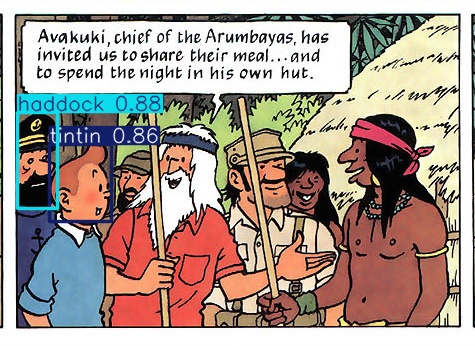 Avakuki, chief of the Arumbayas, has
invited us to share their meal...and
to spend the night in his own hut.
haddock 0.88
tintin 0.86